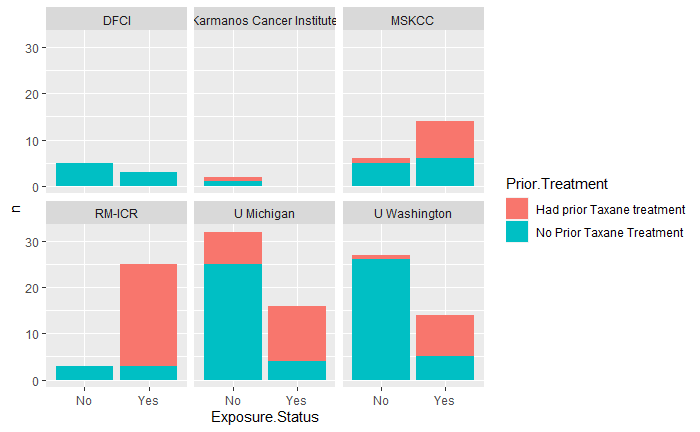 DFCI
Karmanos Cancer Institute
MSKCC
30
20
10
0
n
RM-ICR
U Michigan
U Washington
30
20
10
0
No
Yes
No
Yes
No
Yes
Exposure.Status
Prior.Treatment
Had prior Taxane treatment
No Prior Taxane Treatment